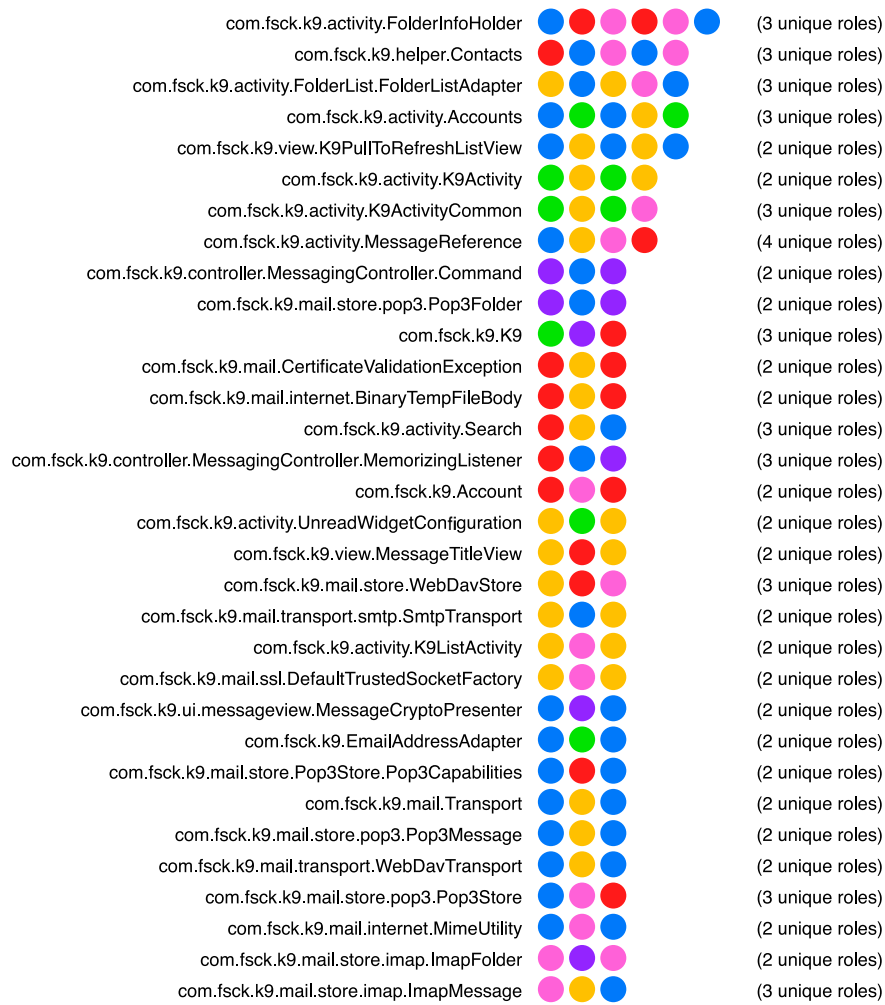 com.fsck.k9.activity.FolderInfoHolder (3 unique roles)
com.fsck.k9.helper.Contacts (3 unique roles)
com.fsck.k9.activity.FolderList.FolderListAdapter (3 unique roles)
com.fsck.k9.activity.Accounts (3 unique roles)
com.fsck.k9.view.K9PullToRefreshListView (2 unique roles)
com.fsck.k9.activity.K9Activity (2 unique roles)
com.fsck.k9.activity.K9ActivityCommon (3 unique roles)
com.fsck.k9.activity.MessageReference (4 unique roles)
com.fsck.k9.controller.MessagingController.Command (2 unique roles)
com.fsck.k9.mail.store.pop3.Pop3Folder (2 unique roles)
com.fsck.k9.K9 (3 unique roles)
com.fsck.k9.mail.CertificateValidationException (2 unique roles)
com.fsck.k9.mail.internet.BinaryTempFileBody (2 unique roles)
com.fsck.k9.activity.Search (3 unique roles)
com.fsck.k9.controller.MessagingController.MemorizingListener (3 unique roles)
com.fsck.k9.Account (2 unique roles)
com.fsck.k9.activity.UnreadWidgetConfiguration (2 unique roles)
com.fsck.k9.view.MessageTitleView (2 unique roles)
com.fsck.k9.mail.store.WebDavStore (3 unique roles)
com.fsck.k9.mail.transport.smtp.SmtpTransport (2 unique roles)
com.fsck.k9.activity.K9ListActivity (2 unique roles)
com.fsck.k9.mail.ssl.DefaultTrustedSocketFactory (2 unique roles)
com.fsck.k9.ui.messageview.MessageCryptoPresenter (2 unique roles)
com.fsck.k9.EmailAddressAdapter (2 unique roles)
com.fsck.k9.mail.store.Pop3Store.Pop3Capabilities (2 unique roles)
com.fsck.k9.mail.Transport (2 unique roles)
com.fsck.k9.mail.store.pop3.Pop3Message (2 unique roles)
com.fsck.k9.mail.transport.WebDavTransport (2 unique roles)
com.fsck.k9.mail.store.pop3.Pop3Store (3 unique roles)
com.fsck.k9.mail.internet.MimeUtility (2 unique roles)
com.fsck.k9.mail.store.imap.ImapFolder (2 unique roles)
com.fsck.k9.mail.store.imap.ImapMessage (3 unique roles)